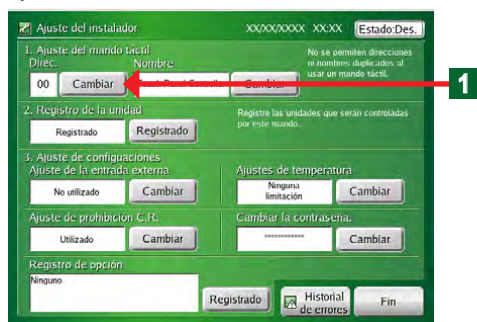 Ajuste del instalador XX/XX/XXXX XX:XX Estado:Des.
1. Ajuste del mando táctil
Direc. Nombre
No se permiten direcciones
ni nombres duplicados al
usar un mando táctil.
00 Cambiar Touch Panel Controller Cambiar
1
2. Registro de la unidad
Registre las unidades que serán controladas
por este mando.
Registrado Registrado
3. Ajuste de configuaciones
Ajuste de la entrada externa Ajustes de temperatura
No utilizado Cambiar Ninguna
limitación Cambiar
Ajuste de prohibición C.R. Cambiar la contraseña.
Utilizado Cambiar ************ Cambiar
Registro de opción
Ninguno
Registrado Historial
de errores Fin